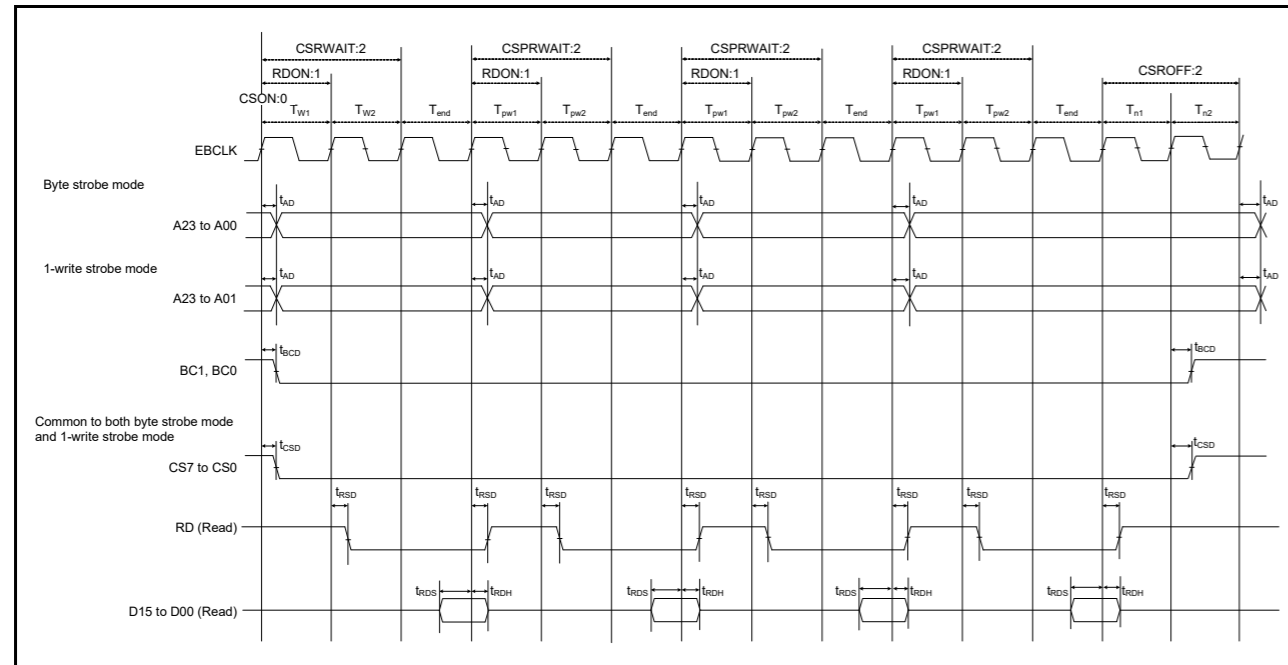 CSRWAIT:2 CSPRWAIT:2 CSPRWAIT:2 CSPRWAIT:2
RDON:1 RDON:1 RDON:1 RDON:1 CSROFF:2
CSON:0
TW1 TW2 Tend Tpw1 Tpw2 Tend Tpw1 Tpw2 Tend Tpw1 Tpw2 Tend Tn1 Tn2
EBCLK
Byte strobe mode
tAD tAD tAD tAD tAD
A23 to A00
1-write strobe mode
tAD tAD tAD tAD tAD
A23 to A01
tBCD tBCD
BC1, BC0
Common to both byte strobe mode
and 1-write strobe mode
tCSD tCSD
CS7 to CS0
tRSD tRSD tRSD tRSD tRSD tRSD tRSD tRSD
RD (Read)
tRDS tRDH tRDS tRDH tRDS tRDH tRDS tRDH
D15 to D00 (Read)